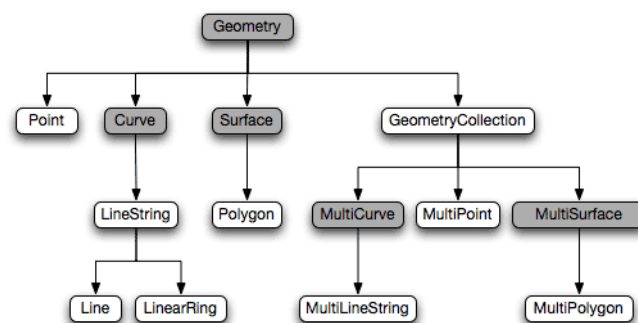 Geometry
Point
Curve
Surface
GeometryCollection
LineString
Polygon
MultiCurve
MultiPoint
MultiSurface
Line
LinearRing
MultiLineString
MultiPolygon